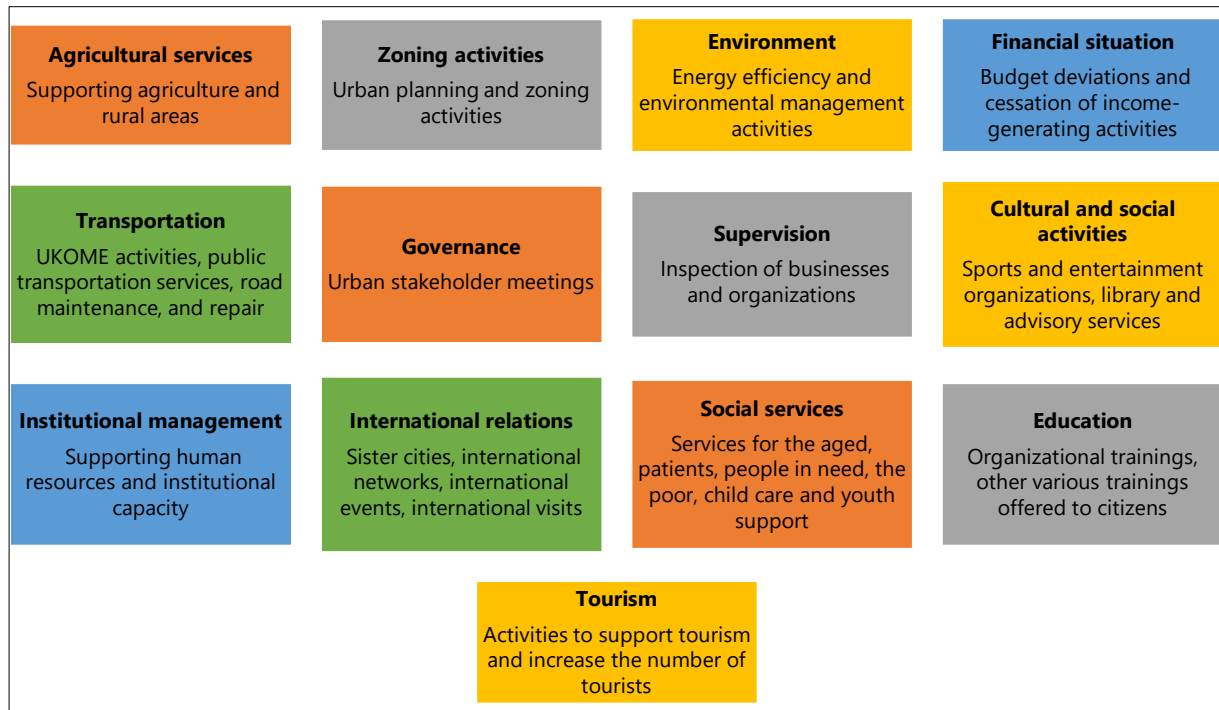 Agricultural services
Supporting agriculture and
rural areas
Zoning activities
Urban planning and zoning
activities
Environment
Energy efficiency and
environmental management
activities
Financial situation
Budget deviations and
cessation of income-
generating activities
Transportation
UKOME activities, public
transportation services, road
maintenance, and repair
Governance
Urban stakeholder meetings
Supervision
Inspection of businesses
and organizations
Cultural and social
activities
Sports and entertainment
organizations, library and
advisory services
Institutional management
Supporting human
resources and institutional
capacity
International relations
Sister cities, international
networks, international
events, international visits
Social services
Services for the aged,
patients, people in need, the
poor, child care and youth
support
Education
Organizational trainings,
other various trainings
offered to citizens
Tourism
Activities to support tourism
and increase the number of
tourists